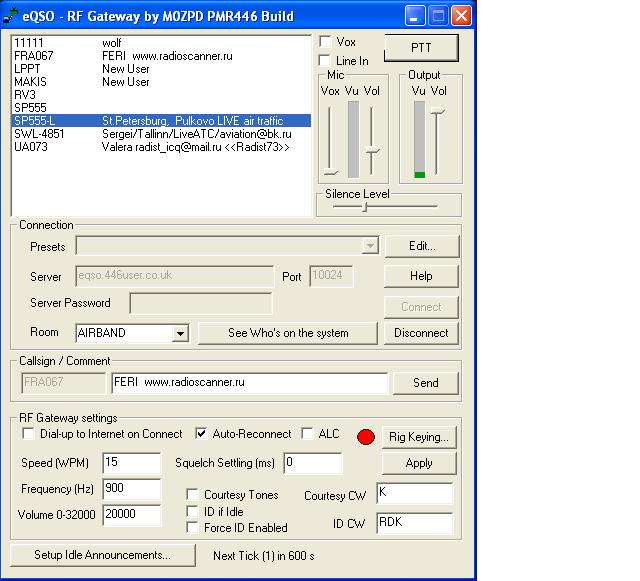 eQSO - RF Gateway by M0ZPD PMR446 Build
11111 wolf
FRA067 FERI www.radioscanner.ru
LPPT New User
MAKIS New User
RV3
SP555
SP555-L St.Petersburg, Pulkovo LIVE air traffic
SWL-4851 Sergei/Tallinn/LiveATC/aviation@bk.ru
UA073 Valera radist_icq@mail.ru <<Radist73>>
Vox
PTT
Line In
Mic
Output
Vox Vu Vol
Vu Vol
Silence Level
Connection
Presets
Edit...
Server eqso.446user.co.uk Port 10024
Help
Server Password
Connect
Room AIRBAND
See Who's on the system
Disconnect
Callsign / Comment
FRA067 FERI www.radioscanner.ru
Send
RF Gateway settings
Dial-up to Internet on Connect
Auto-Reconnect
ALC
Rig Keying...
Speed (WPM) 15
Squelch Settling (ms) 0
Apply
Frequency (Hz) 900
Courtesy Tones
Courtesy CW K
Volume 0-32000 20000
ID if Idle
Force ID Enabled
ID CW RDK
Setup Idle Announcements...
Next Tick (1) in 600 s